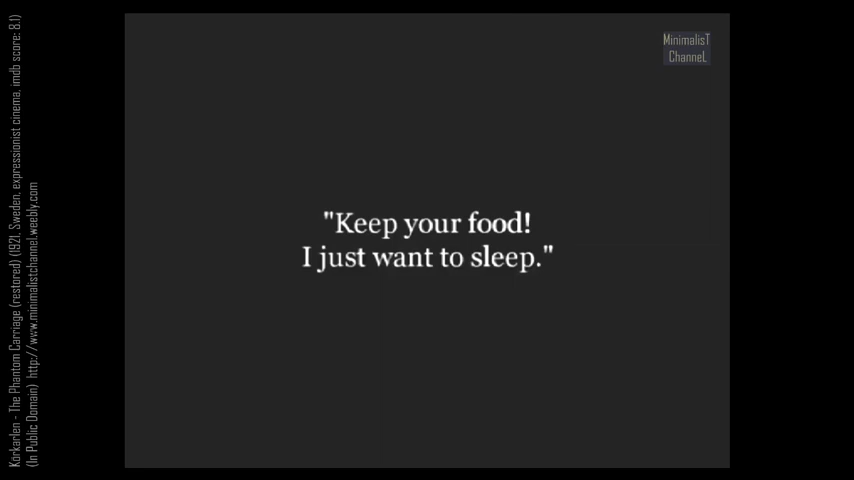 MinimalisT
ChanneL
"Keep your food!
I just want to sleep."
Körkarlen - The Phantom Carriage (restored) (1921, Sweden, expressionist cinema, imdb score: 8.1)
(In Public Domain) http://www.minimalistchannel.weebly.com